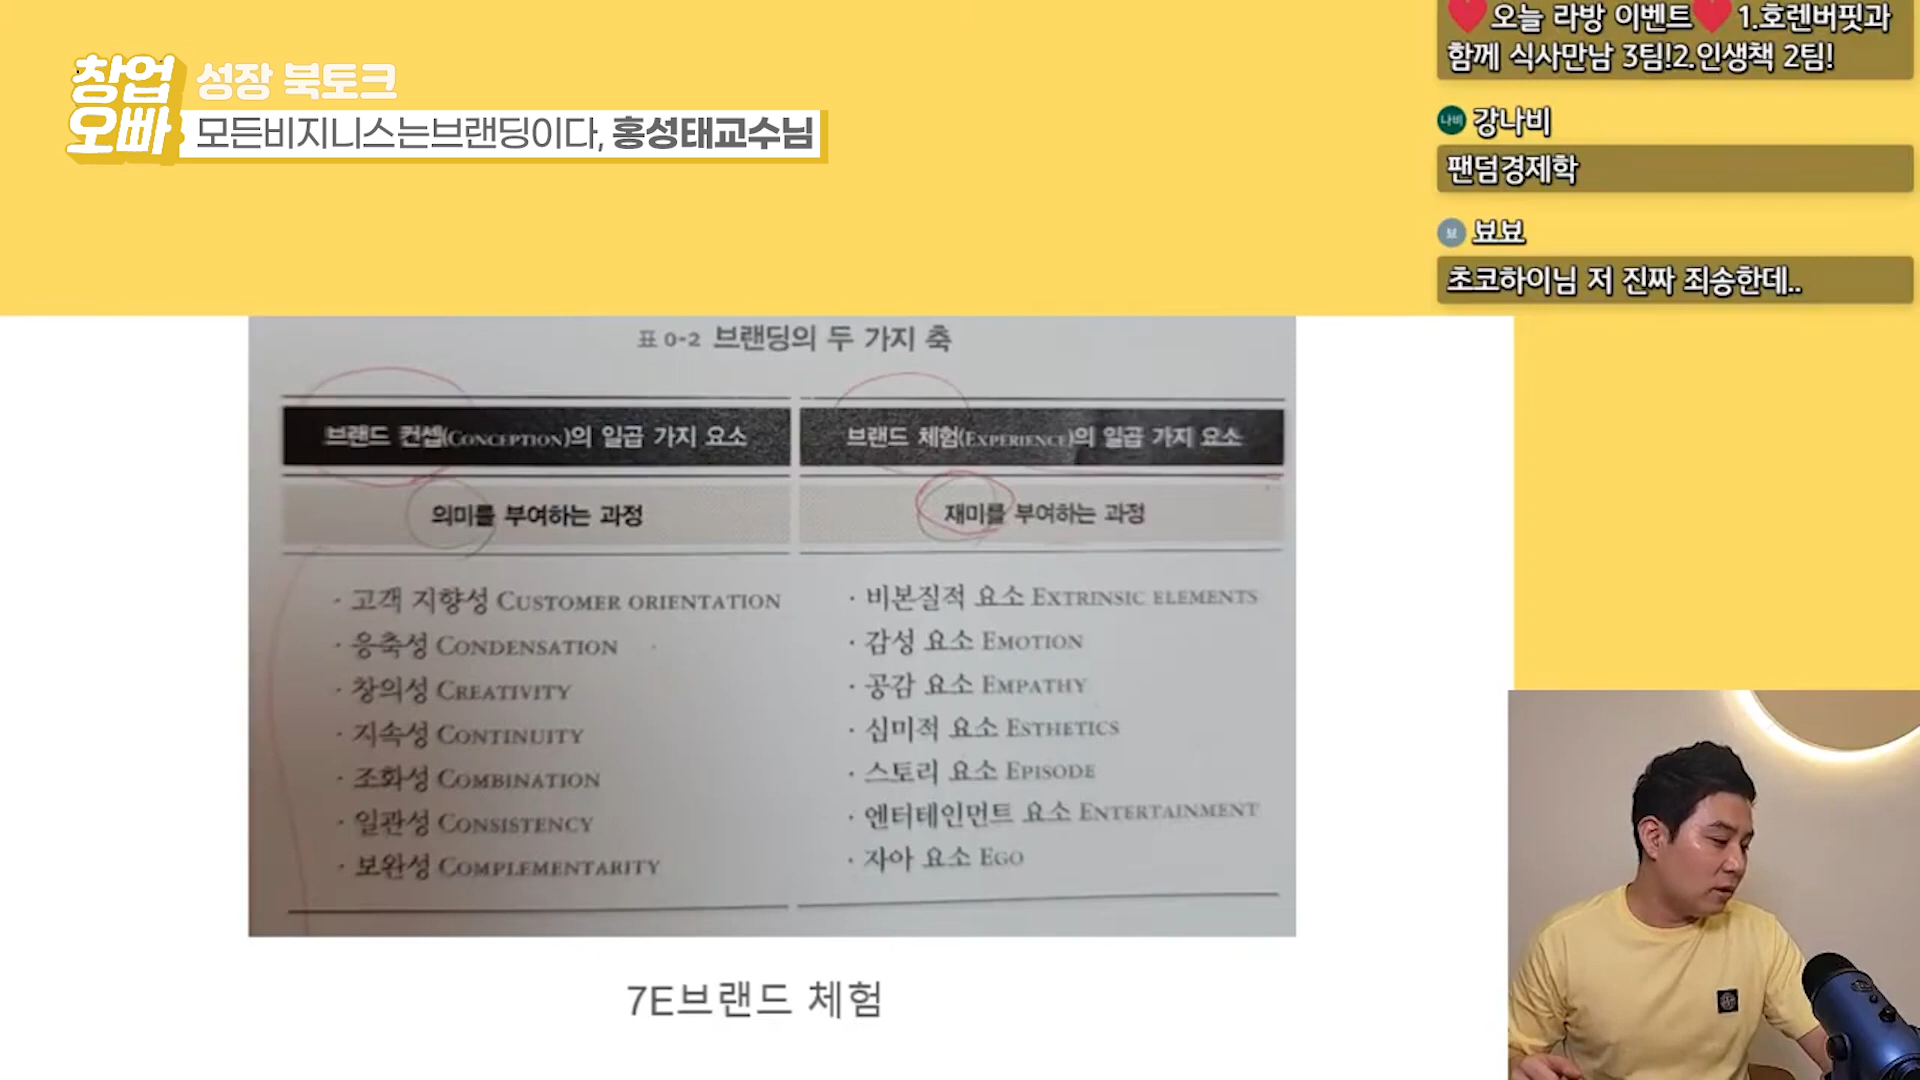 창업
오빠
성장 북토크
모든비지니스는브랜딩이다, 홍성태교수님
❤오늘 라방 이벤트❤ 1.호렌버핏과
함께 식사만남 3팀!2.인생책 2팀!
나비 강나비
팬덤경제학
뵤 뵤뵤
초코하이님 저 진짜 죄송한데..
표 0-2 브랜딩의 두 가지 축
브랜드 컨셉(CONCEPTION)의 일곱 가지 요소
의미를 부여하는 과정
· 고객 지향성 CUSTOMER ORIENTATION
· 응축성 CONDENSATION
· 창의성 CREATIVITY
· 지속성 CONTINUITY
· 조화성 COMBINATION
· 일관성 CONSISTENCY
· 보완성 COMPLEMENTARITY
브랜드 체험(EXPERIENCE)의 일곱 가지 요소
재미를 부여하는 과정
· 비본질적 요소 EXTRINSIC ELEMENTS
· 감성 요소 EMOTION
· 공감 요소 EMPATHY
· 심미적 요소 ESTHETICS
· 스토리 요소 EPISODE
· 엔터테인먼트 요소 ENTERTAINMENT
· 자아 요소 EGO
7E브랜드 체험